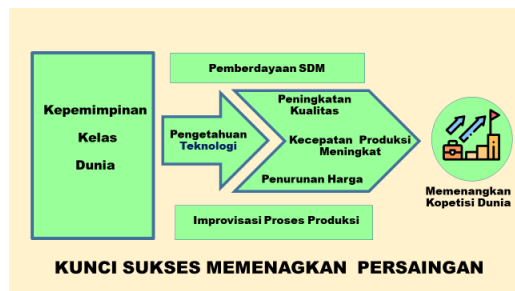 Pemberdayaan SDM
Kepemimpinan
Kelas
Dunia
Pengetahuan
Teknologi
Peningkatan
Kualitas
Kecepatan Produksi
Meningkat
Penurunan Harga
Memenangkan
Kopetisi Dunia
Improvisasi Proses Produksi
KUNCI SUKSES MEMENAGKAN PERSAINGAN